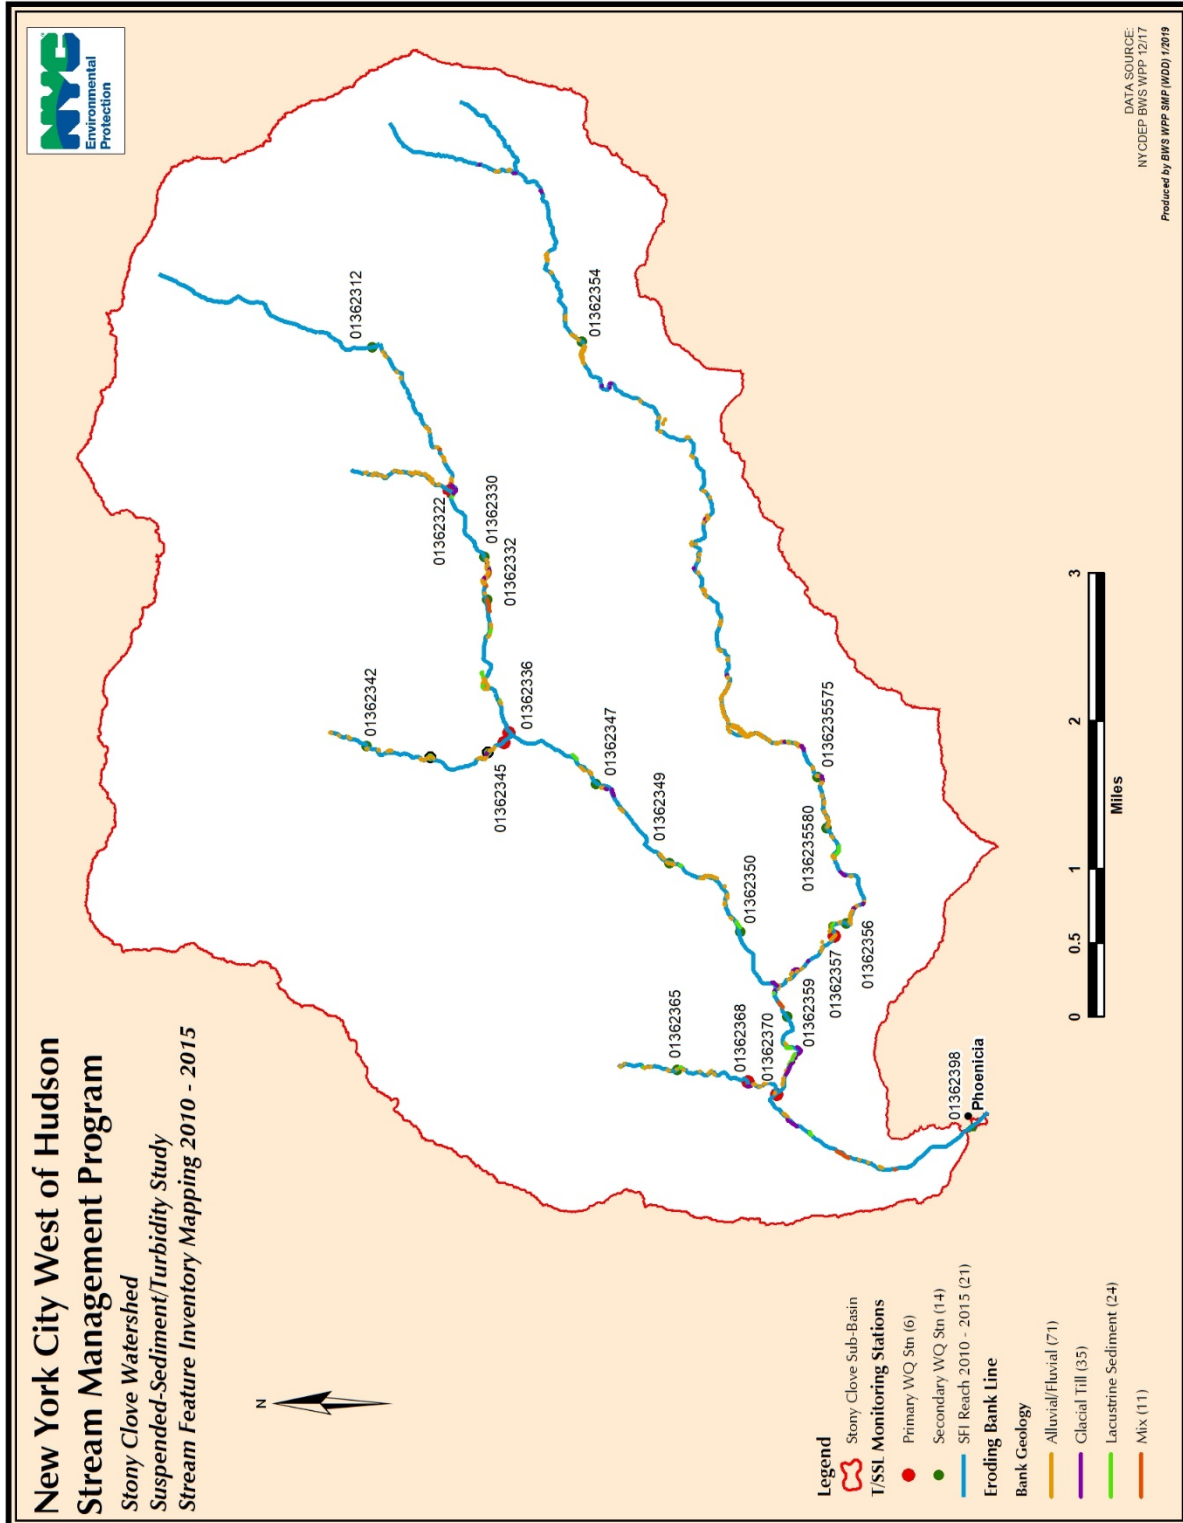 New York City West of Hudson
Stream Management Program
Stony Clove Watershed
Suspended-Sediment/Turbidity Study
Stream Feature Inventory Mapping 2010 - 2015
NYC
Environmental
Protection
N
01362312
01362322
01362330
01362332
01362342
01362336
01362345
01362347
01362349
01362350
01362354
0136235575
0136235580
01362356
01362357
01362359
01362365
01362368
01362370
01362398
Phoenicia
Legend
Stony Clove Sub-Basin
T/SSL Monitoring Stations
Primary WQ Stn (6)
Secondary WQ Stn (14)
SFI Reach 2010 - 2015 (21)
Eroding Bank Line
Bank Geology
Alluvial/Fluvial (71)
Glacial Till (35)
Lacustrine Sediment (24)
Mix (11)
0 0.5 1 2 3
Miles
DATA SOURCE:
NYCDEP BWS WPP 12/17
Produced by BWS WPP SMP (WDD) 1/2019